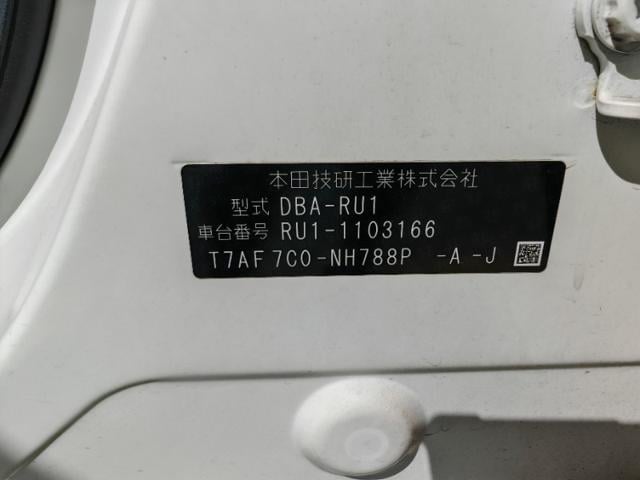 本田技研工業株式会社
型式 DBA-RU1
車台番号 RU1-1103166
T7AF7C0-NH788P -A-J